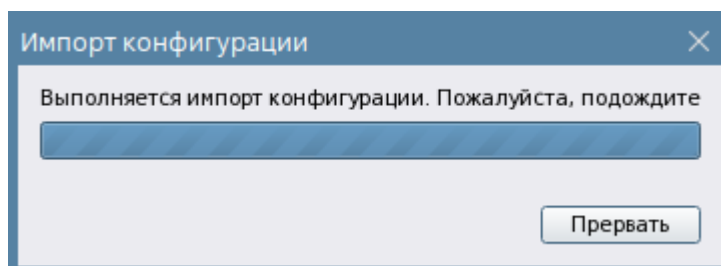 Импорт конфигурации
Выполняется импорт конфигурации. Пожалуйста, подождите
Прервать